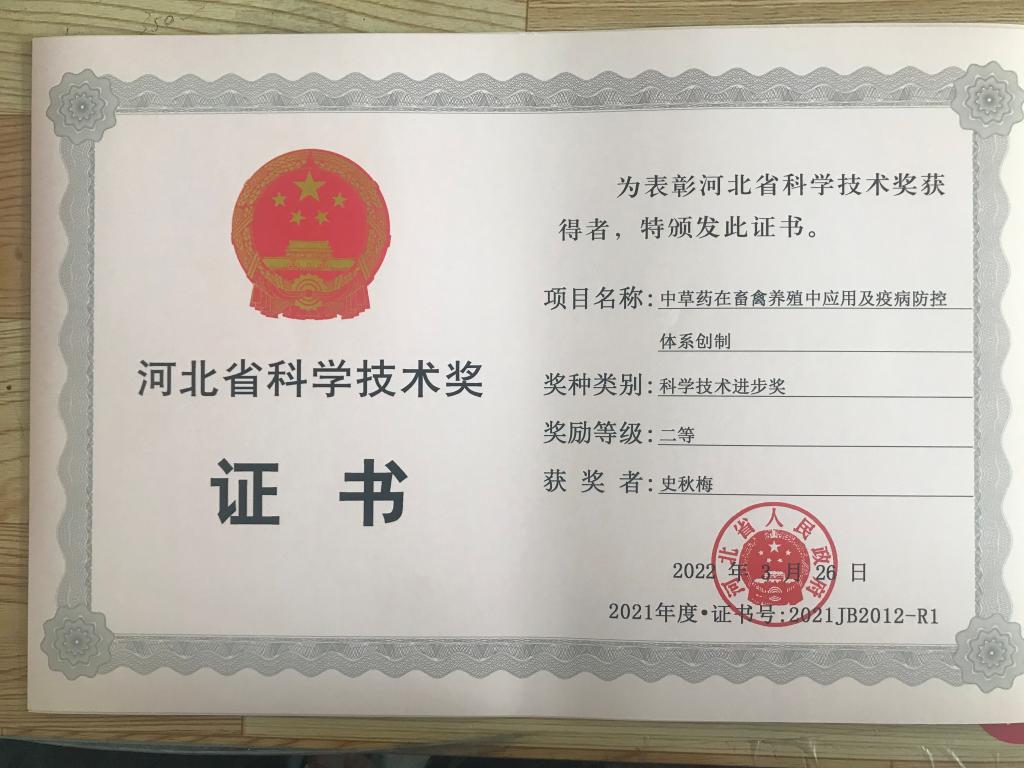 河北省科学技术奖
证 书
为表彰河北省科学技术奖获
得者，特颁发此证书。
项目名称：中草药在畜禽养殖中应用及疫病防控
体系创制
奖种类别：科学技术进步奖
奖励等级：二等
获 奖 者：史秋梅
河北省人民政府
2022 年 3 月 26 日
2021年度•证书号:2021JB2012-R1